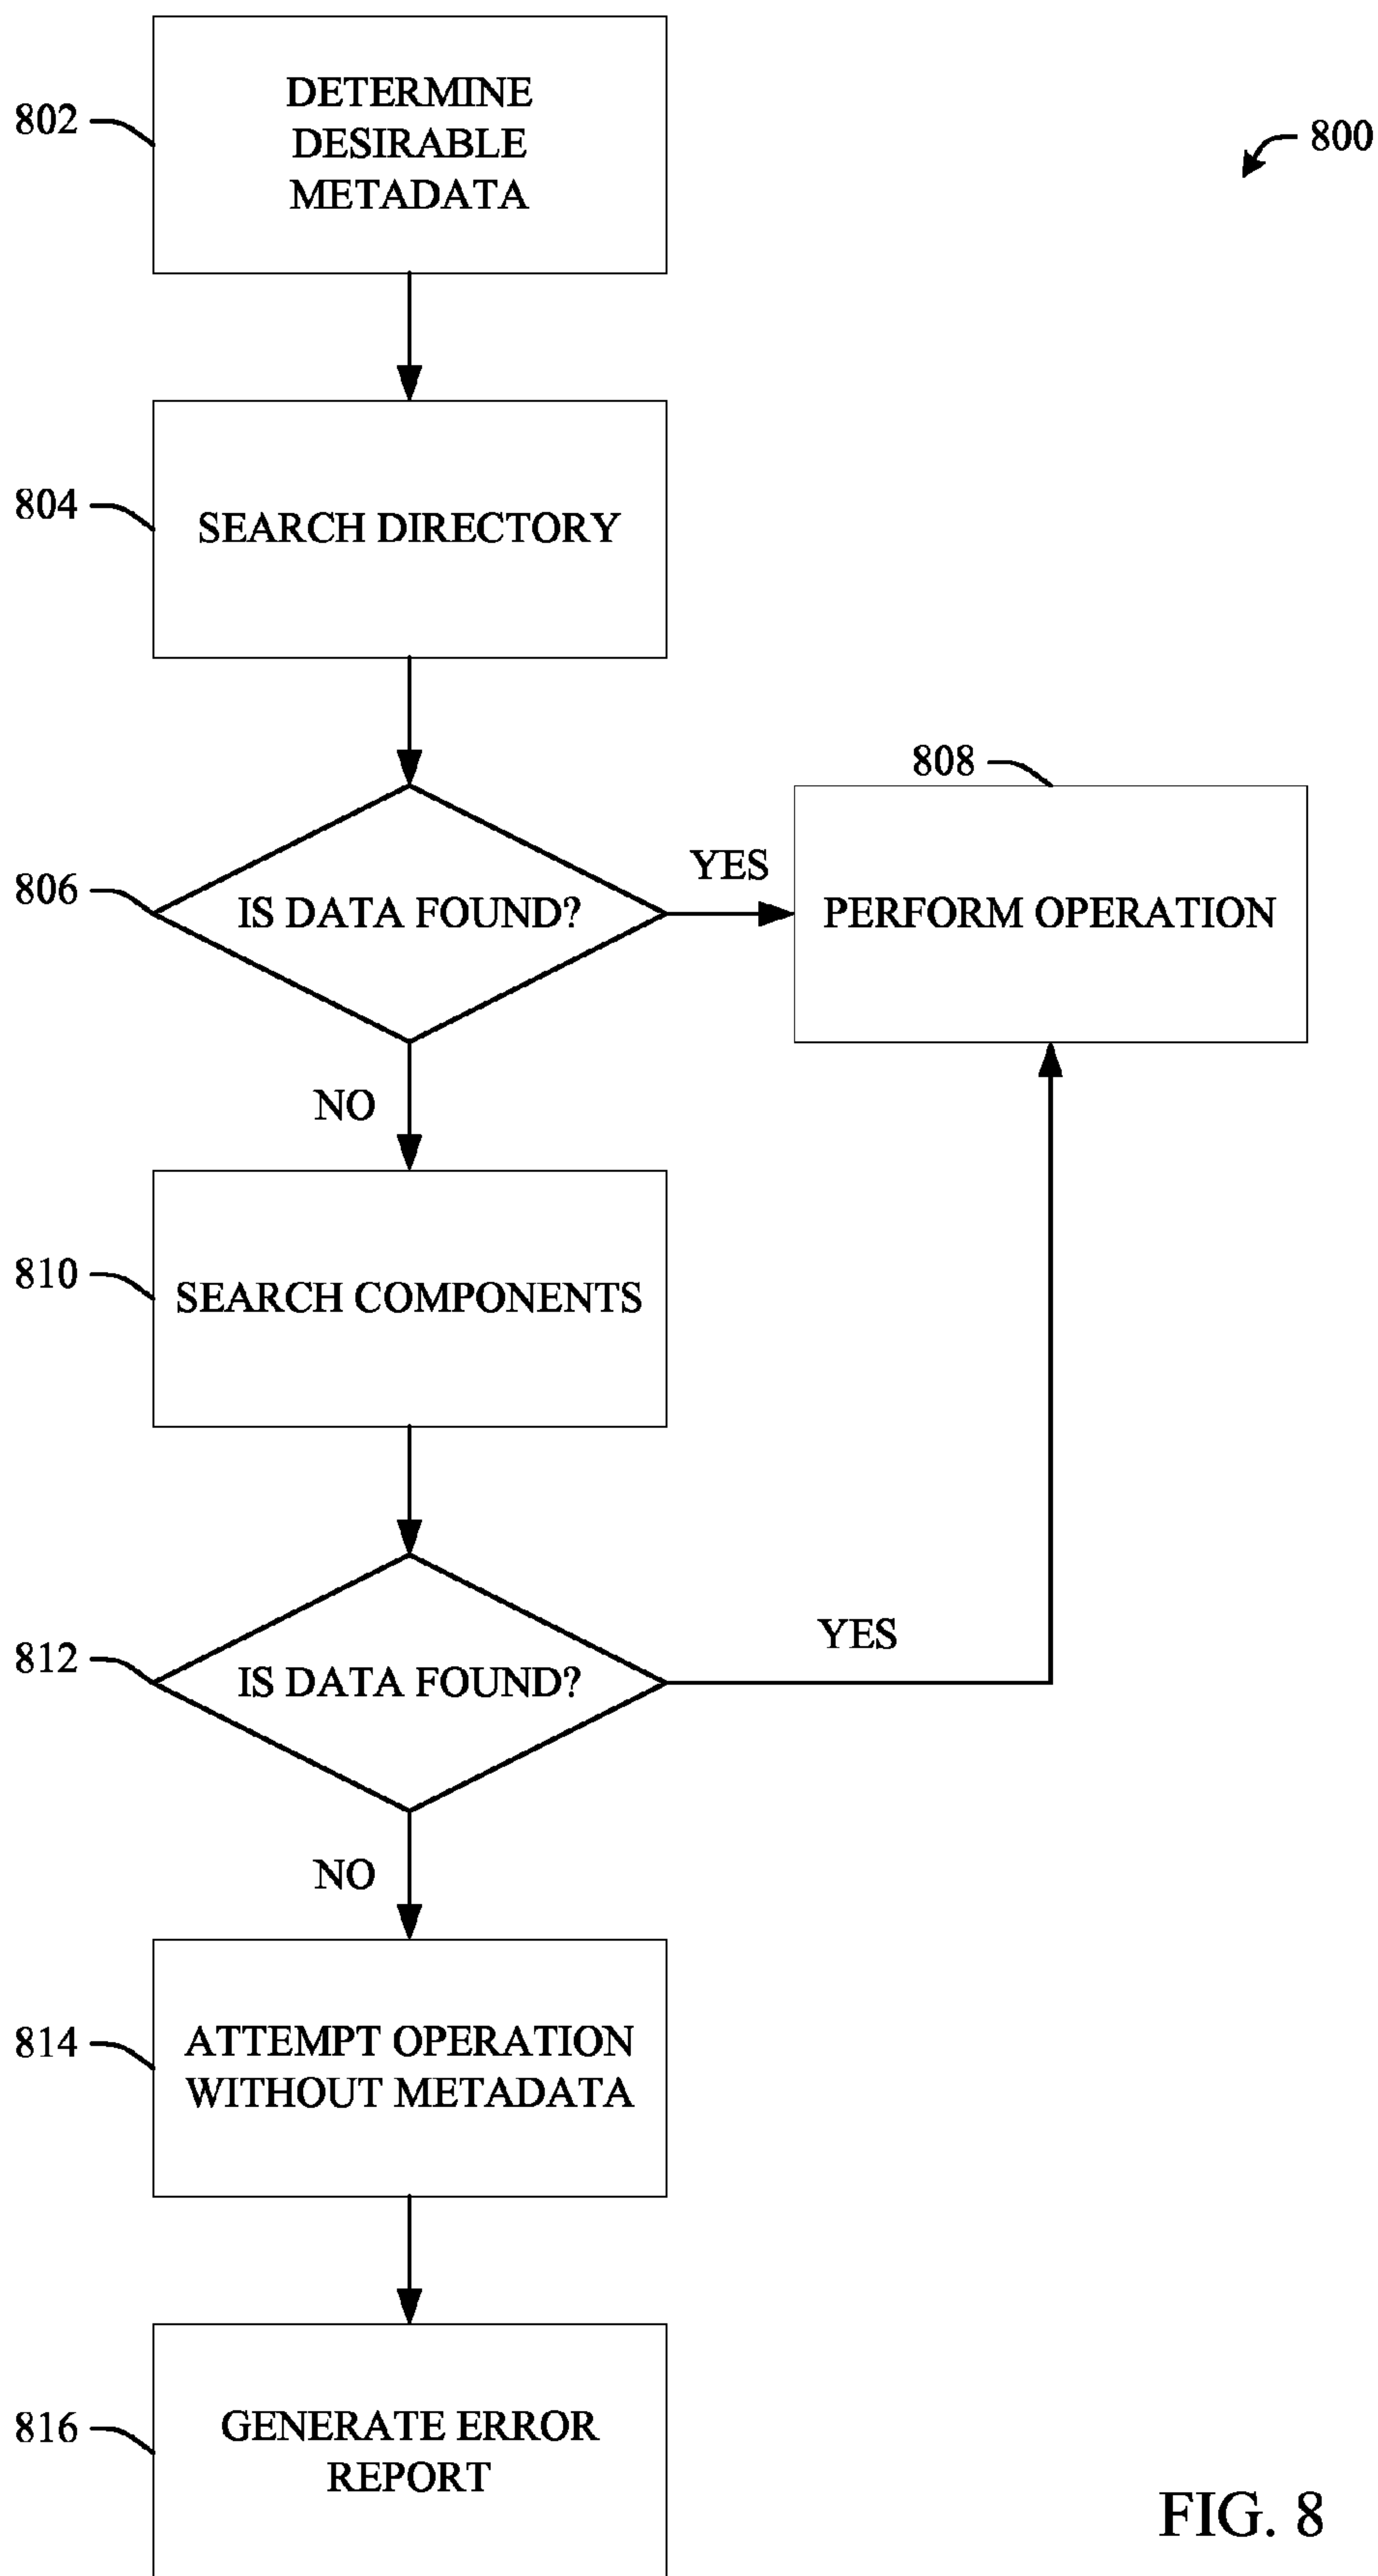 802
DETERMINE
DESIRABLE
METADATA
800
804
SEARCH DIRECTORY
806
IS DATA FOUND?
YES
808
PERFORM OPERATION
NO
810
SEARCH COMPONENTS
812
IS DATA FOUND?
YES
NO
814
ATTEMPT OPERATION
WITHOUT METADATA
816
GENERATE ERROR
REPORT
FIG. 8